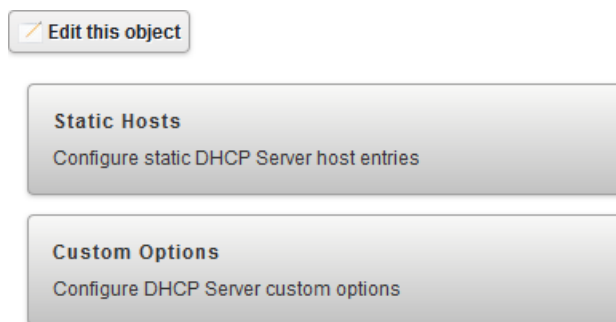 Edit this object
Static Hosts
Configure static DHCP Server host entries
Custom Options
Configure DHCP Server custom options